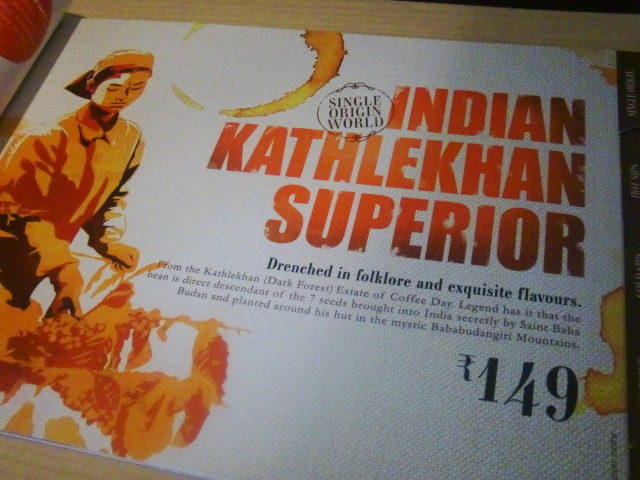 SINGLE
ORIGIN
WORLD
INDIAN
KATHLEKHAN
SUPERIOR
Drenched in folklore and exquisite flavours.
From the Kathlekhan (Dark Forest) Estate of Coffee Day. Legend has it that the
bean is direct descendant of the 7 seeds brought into India secretly by Saint Baba
Budan and planted around his hut in the mystic Bababudangiri Mountains.
₹149
SINGLE ORIGIN